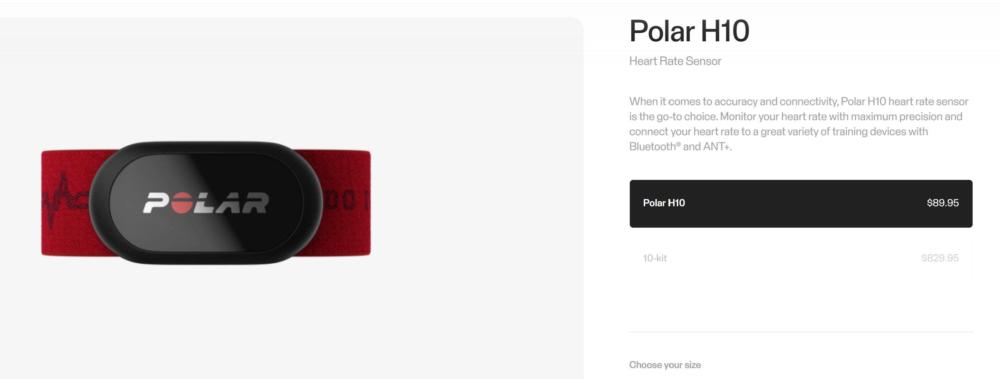 POLAR
DO
Polar H10
Heart Rate Sensor
When it comes to accuracy and connectivity, Polar H10 heart rate sensor
is the go-to choice. Monitor your heart rate with maximum precision and
connect your heart rate to a great variety of training devices with
Bluetooth® and ANT+.
Polar H10 $89.95
10-kit $829.95
Choose your size